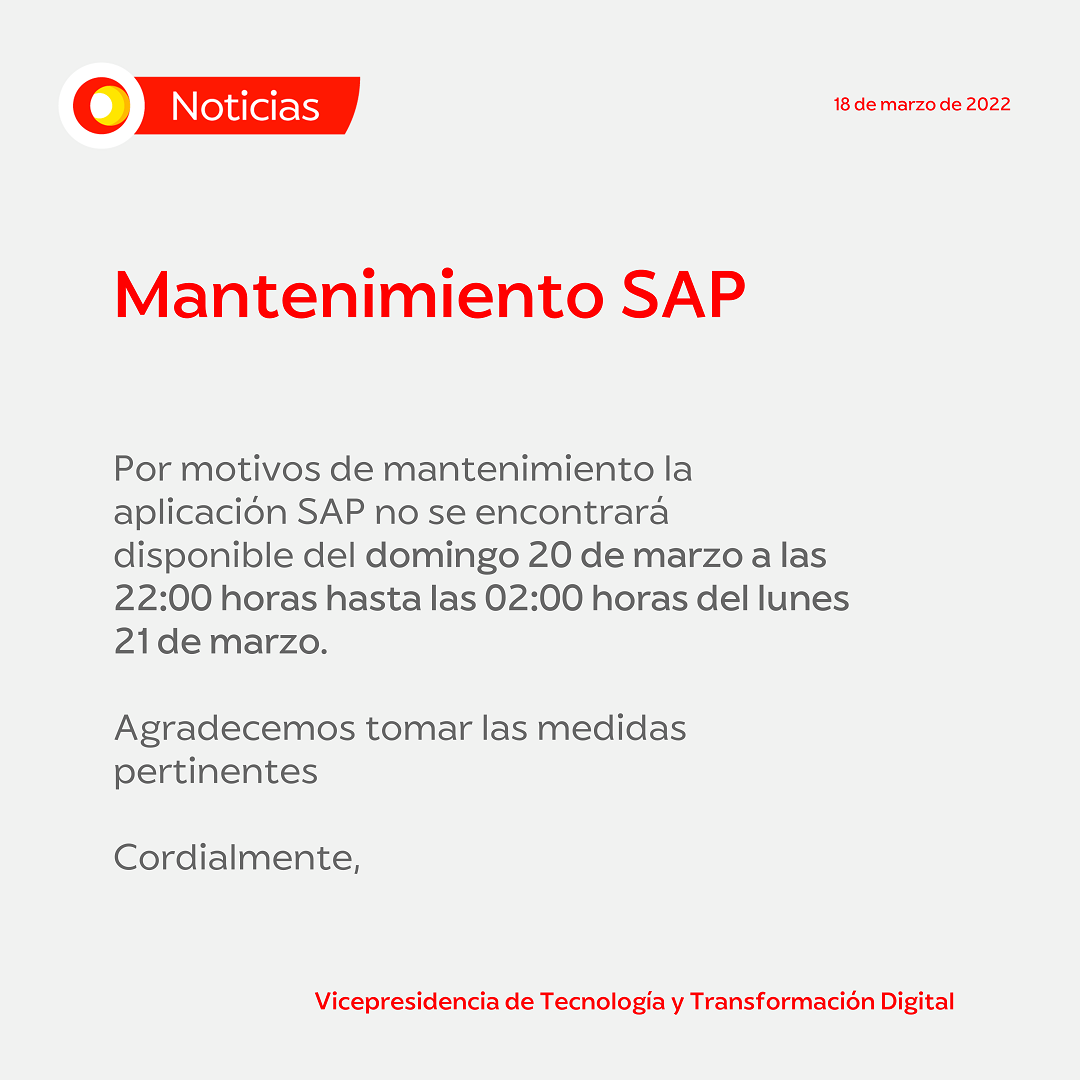 Noticias
18 de marzo de 2022
Mantenimiento SAP
Por motivos de mantenimiento la
aplicación SAP no se encontrará
disponible del domingo 20 de marzo a las
22:00 horas hasta las 02:00 horas del lunes
21 de marzo.
Agradecemos tomar las medidas
pertinentes
Cordialmente,
Vicepresidencia de Tecnología y Transformación Digital